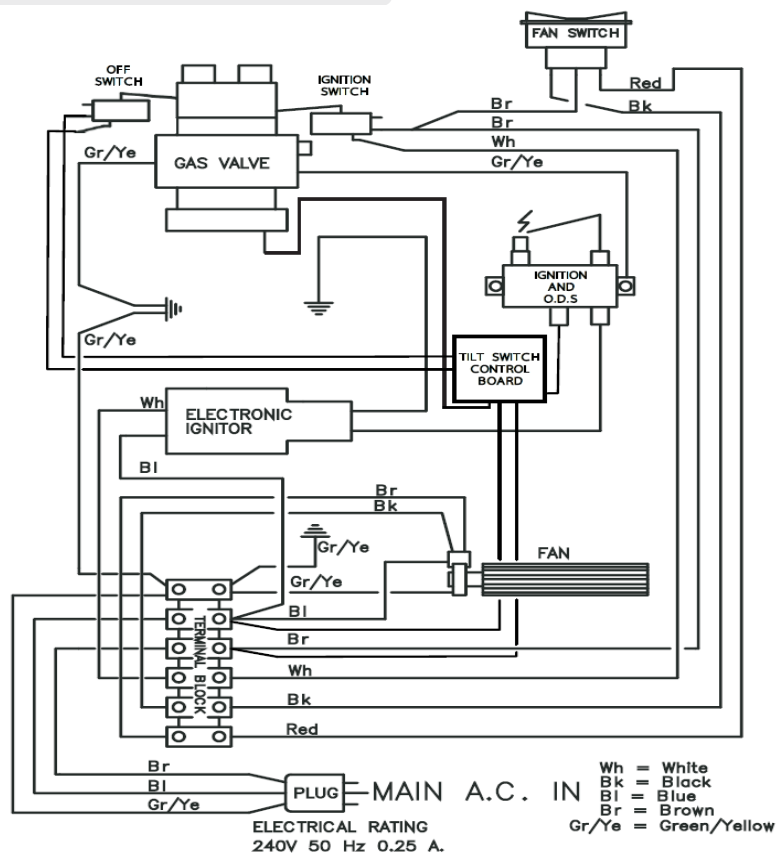 FAN SWITCH
OFF
SWITCH
IGNITION
SWITCH
Red
Br
Bk
Br
Wh
Gr/Ye
Gr/Ye
GAS VALVE
IGNITION
AND
O.D.S
Gr/Ye
TILT SWITCH
CONTROL
BOARD
Wh
ELECTRONIC
IGNITOR
Bl
Br
Bk
Gr/Ye
FAN
Gr/Ye
Bl
TERMINAL BLOCK
Br
Wh
Bk
Red
Br
Bl
Gr/Ye
PLUG
MAIN A.C. IN
Wh = White
Bk = Black
Bl = Blue
Br = Brown
Gr/Ye = Green/Yellow
ELECTRICAL RATING
240V 50 Hz 0.25 A.